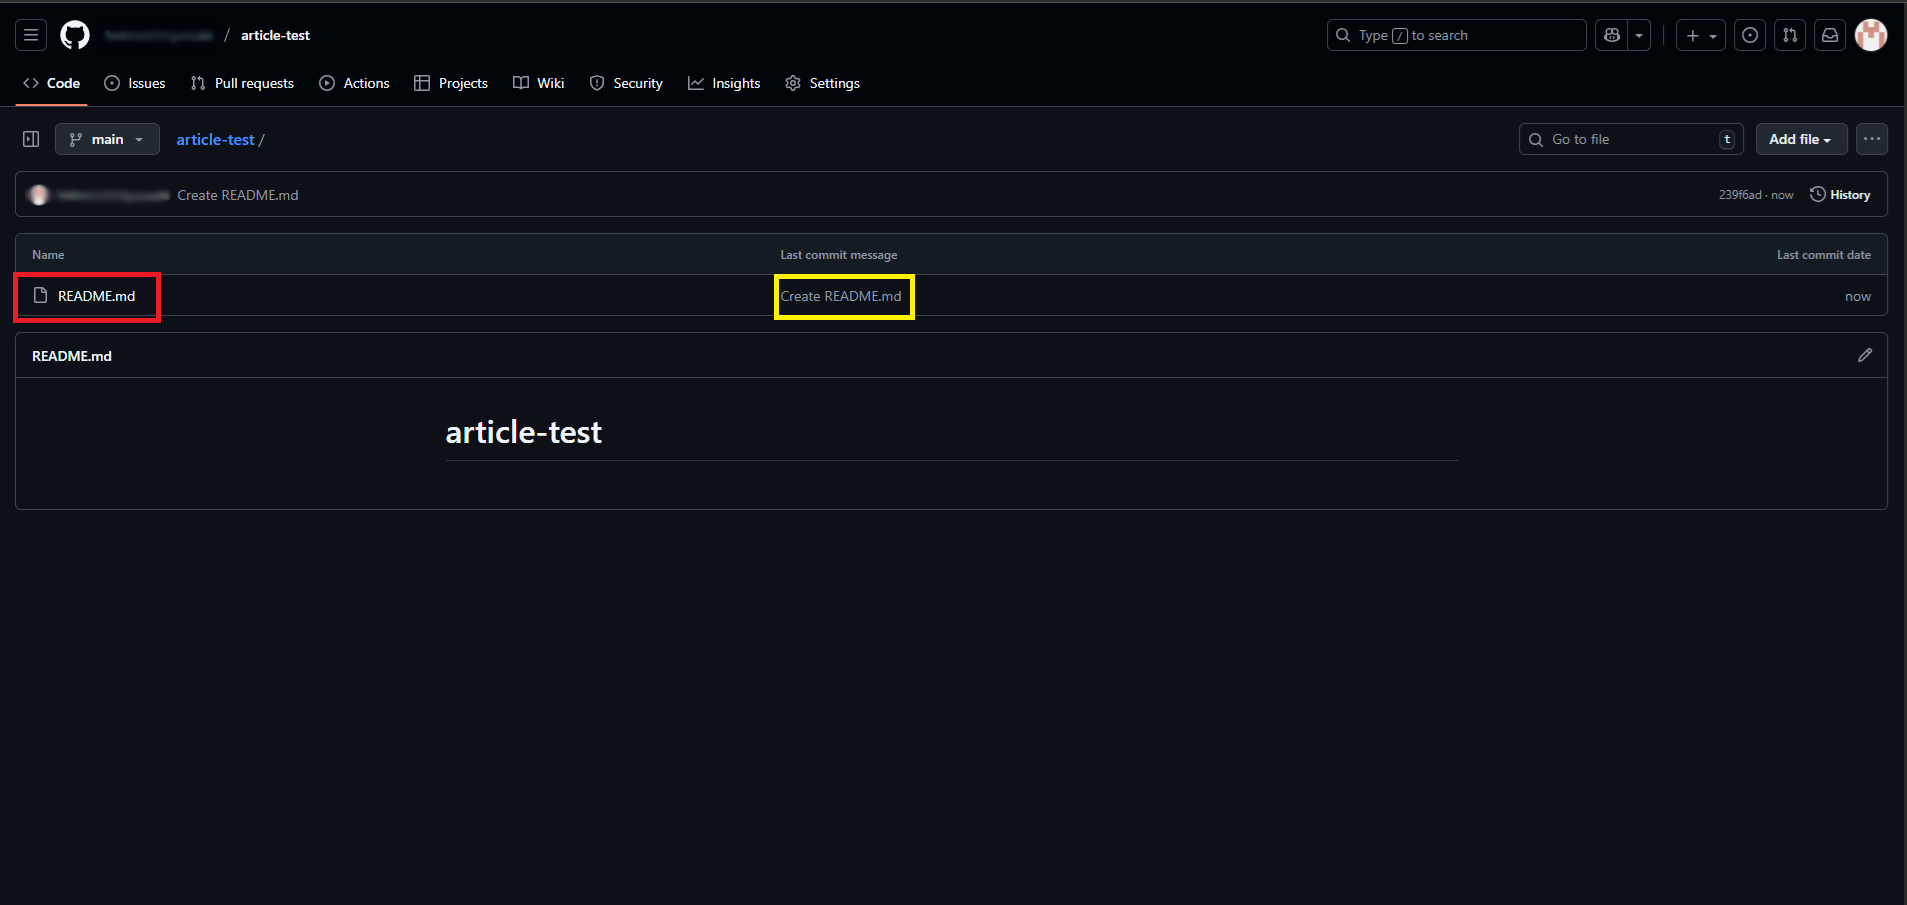 / article-test
Type / to search
Code Issues Pull requests Actions Projects Wiki Security Insights Settings
main article-test /
Go to file t Add file
Create README.md 239f6ad · now History
Name Last commit message Last commit date
README.md Create README.md now
README.md
article-test